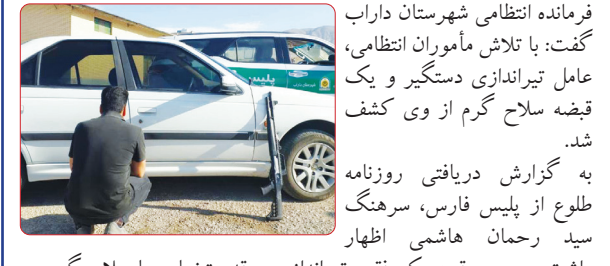 فرمانده انتظامی شهرستان داراب
گفت: با تلاش مأموران انتظامی،
عامل تیراندازی دستگیر و یک
قبضه سلاح گرم از وی کشف
شد.
به گزارش دریافتی روزنامه
طلوع از پلیس فارس، سرهنگ
سید رحمان هاشمی اظهار
پلیس